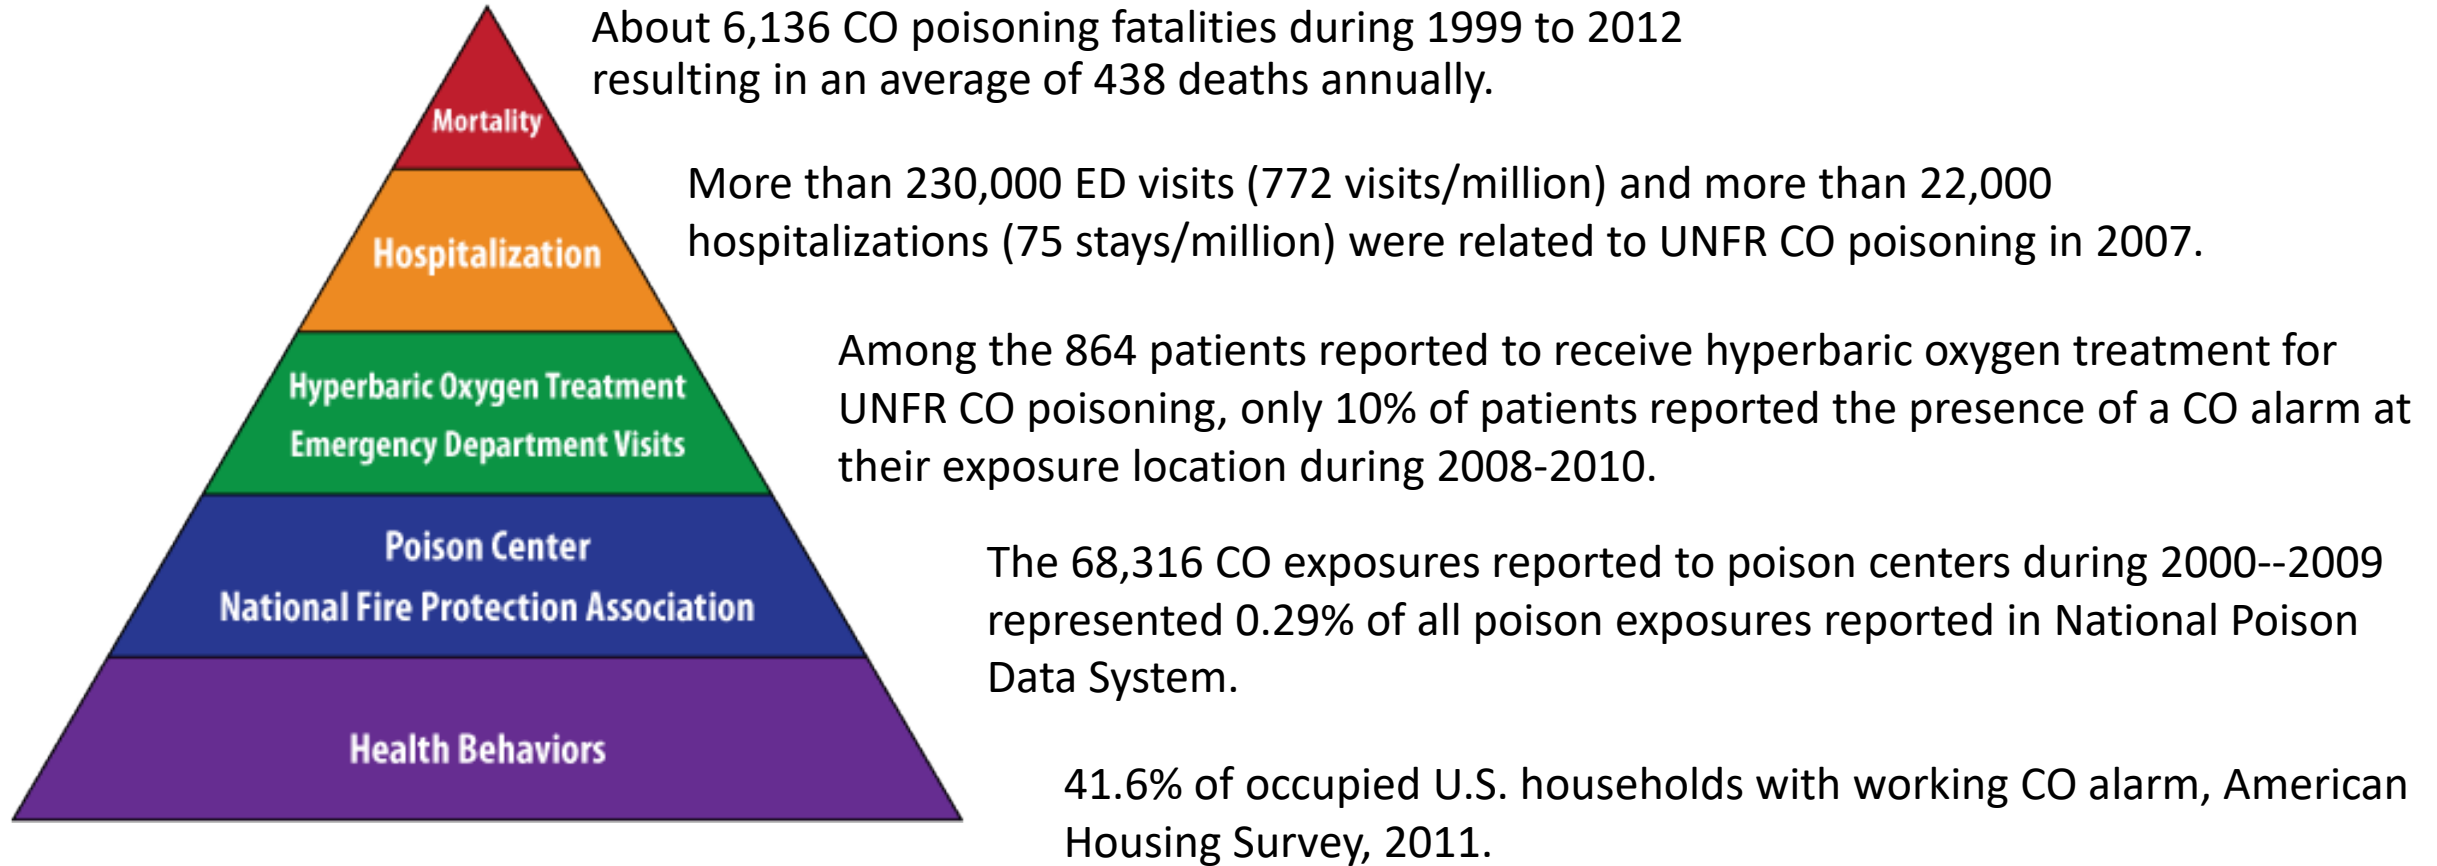 About 6,136 CO poisoning fatalities during 1999 to 2012
resulting in an average of 438 deaths annually.
Mortality
More than 230,000 ED visits (772 visits/million) and more than 22,000
hospitalizations (75 stays/million) were related to UNFR CO poisoning in 2007.
Hospitalization
Among the 864 patients reported to receive hyperbaric oxygen treatment for
UNFR CO poisoning, only 10% of patients reported the presence of a CO alarm at
their exposure location during 2008-2010.
Hyperbaric Oxygen Treatment
Emergency Department Visits
The 68,316 CO exposures reported to poison centers during 2000--2009
represented 0.29% of all poison exposures reported in National Poison
Data System.
Poison Center
National Fire Protection Association
41.6% of occupied U.S. households with working CO alarm, American
Housing Survey, 2011.
Health Behaviors